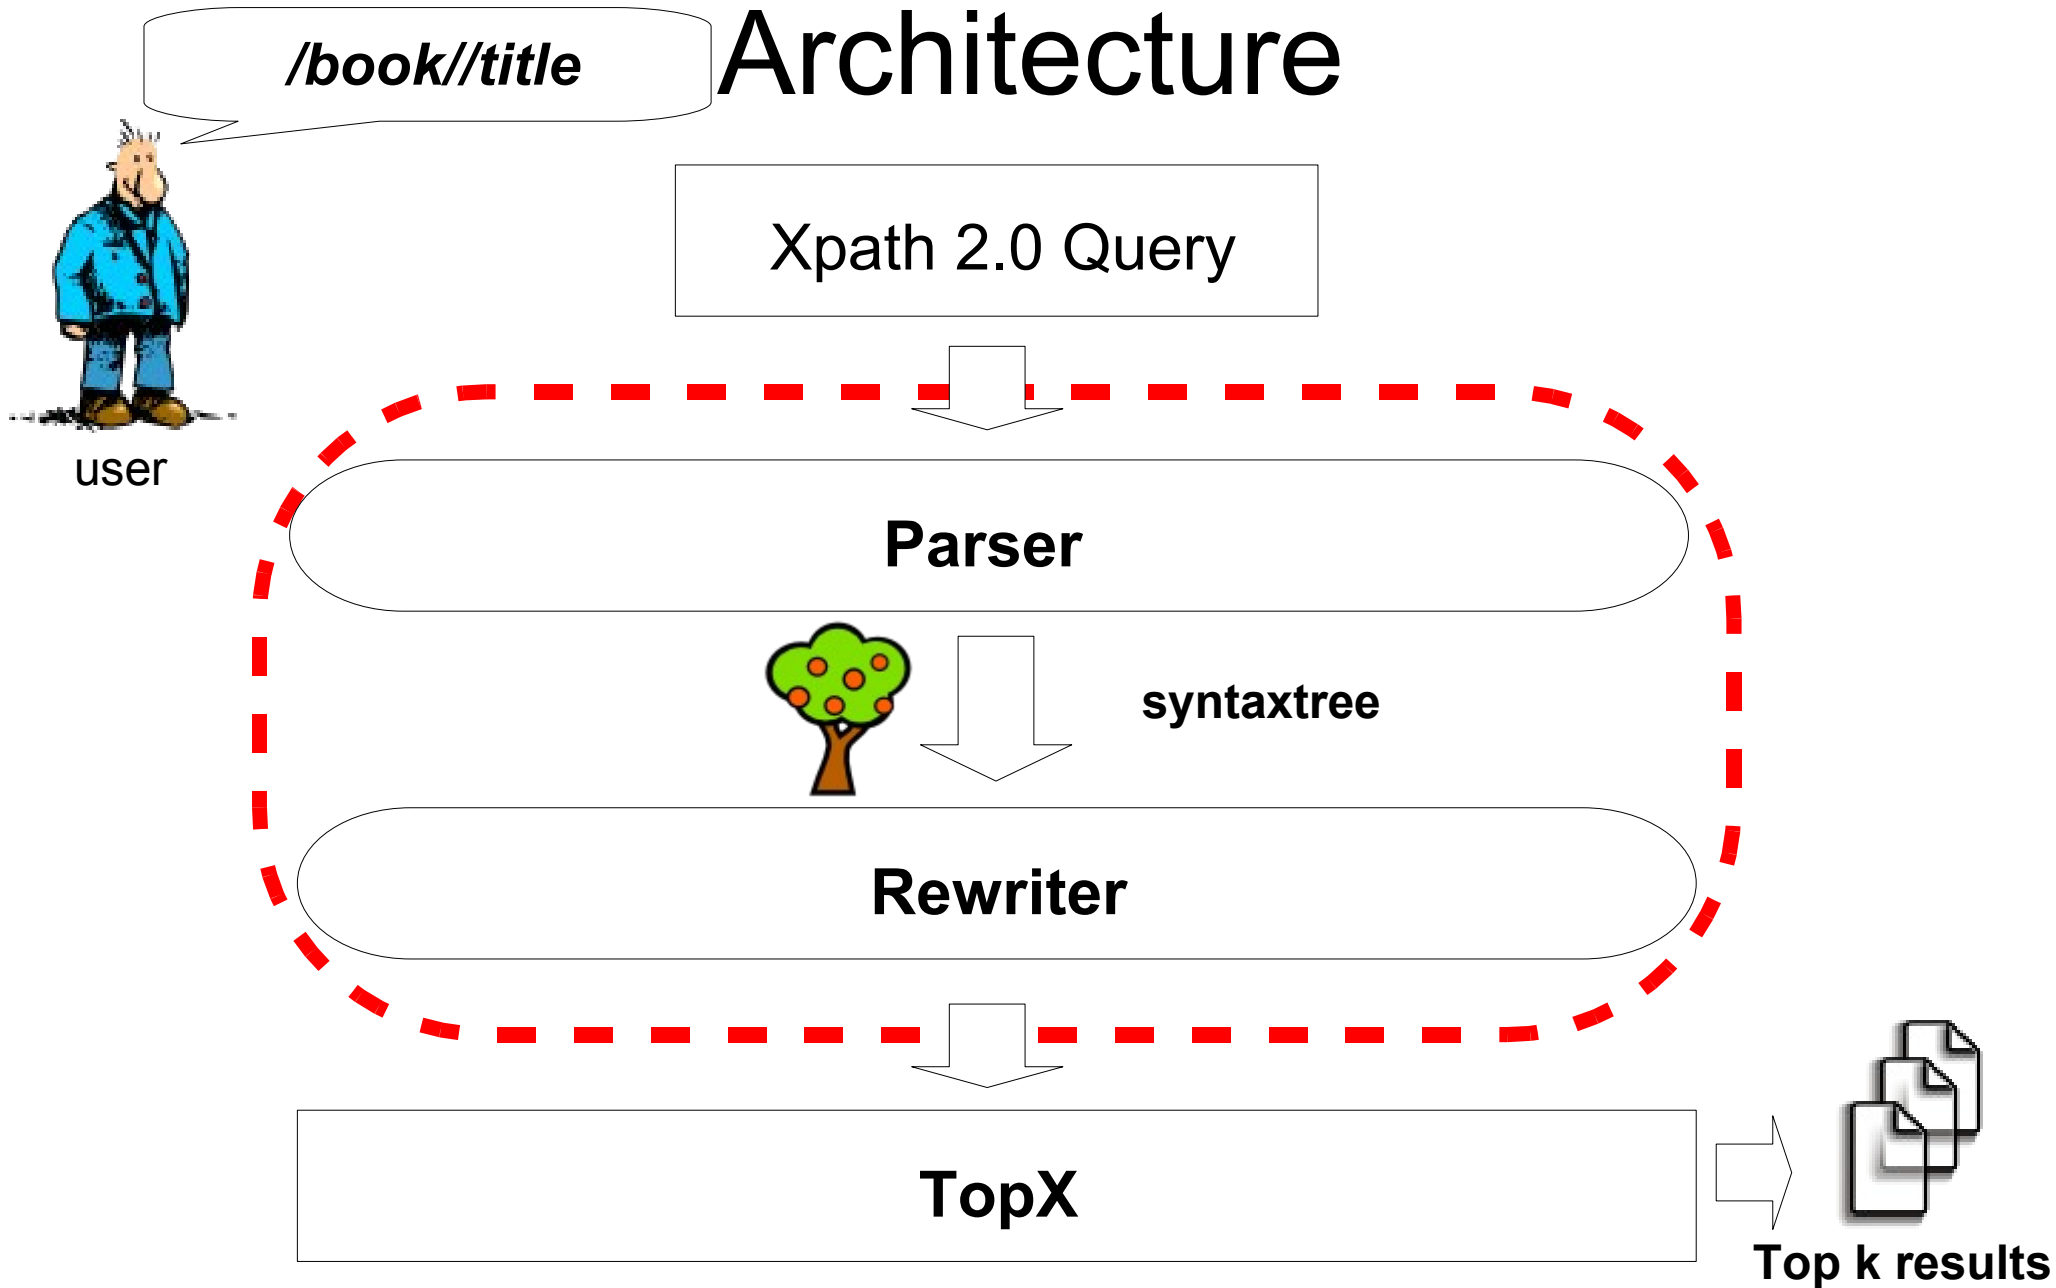 /book//title
Architecture
Xpath 2.0 Query
user
Parser
syntaxtree
Rewriter
TopX
Top k results